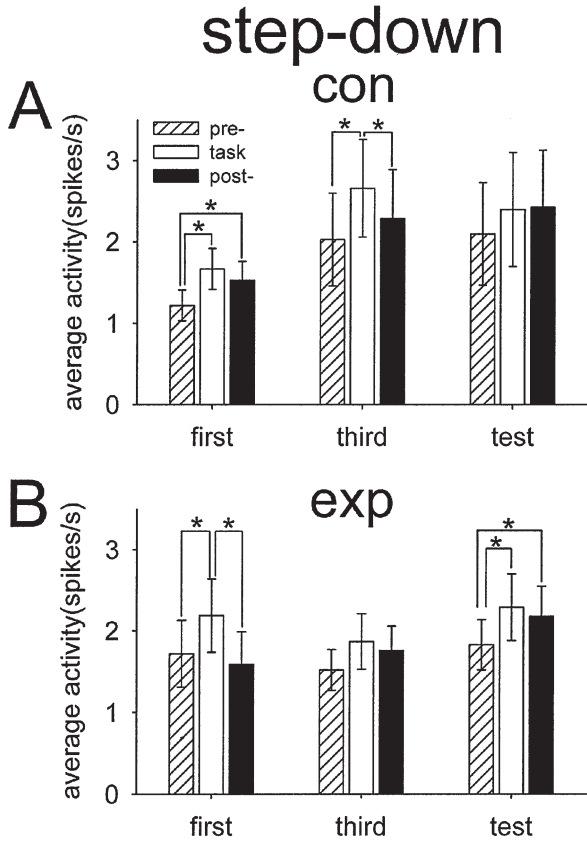 step-down
A
con
average activity(spikes/s)
pre-
task
post-
*
*
*
*
3
2
1
0
first
third
test
B
exp
average activity(spikes/s)
*
*
*
*
3
2
1
0
first
third
test